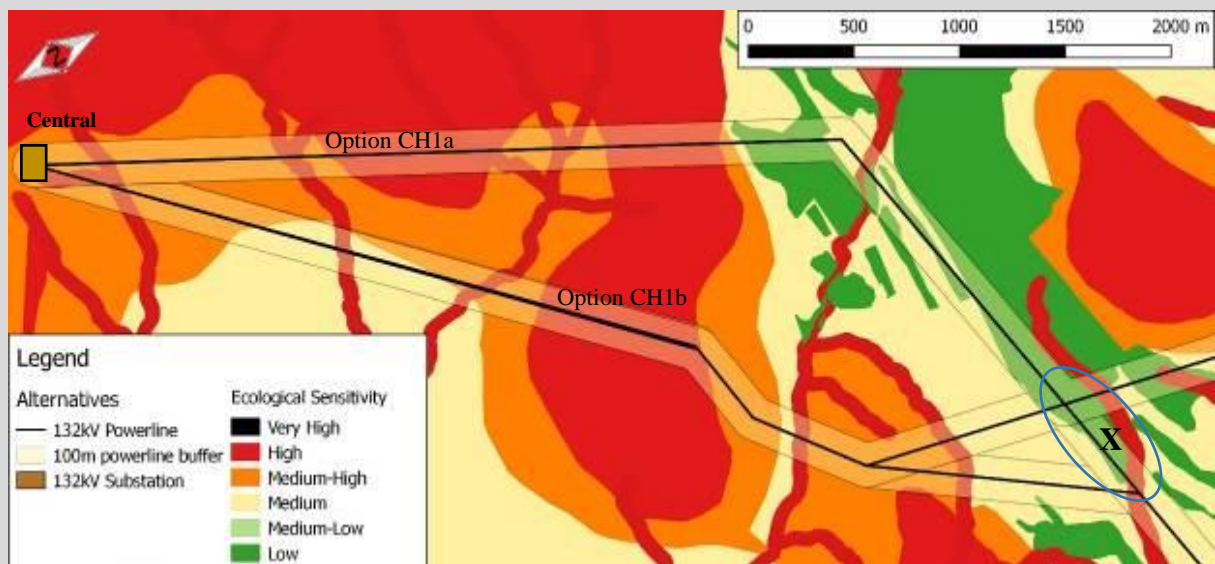 0 500 1000 1500 2000 m
Central
Option CH1a
Option CH1b
X
Legend
Alternatives
132kV Powerline
100m powerline buffer
132kV Substation
Ecological Sensitivity
Very High
High
Medium-High
Medium
Medium-Low
Low